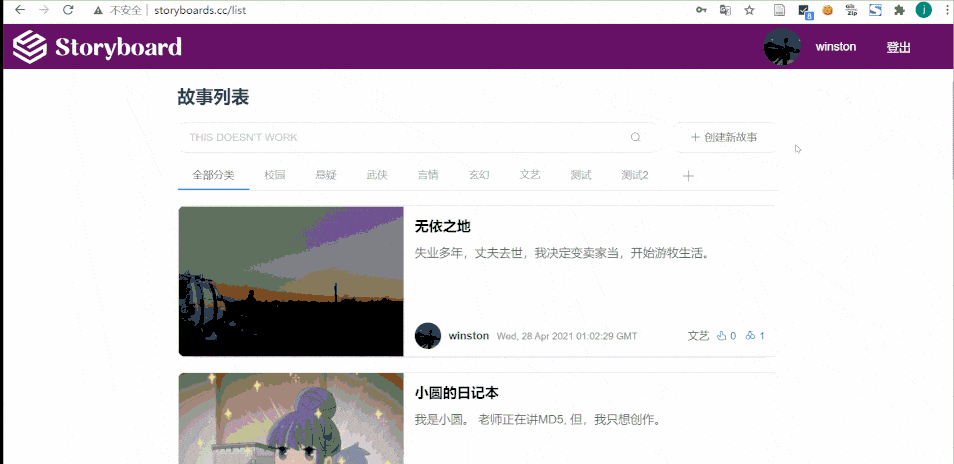 不安全 storyboards.cc/list
Storyboard
winston 登出
故事列表
THIS DOESN'T WORK
+ 创建新故事
全部分类 校园 悬疑 武侠 言情 玄幻 文艺 测试 测试2 +
无依之地
失业多年，丈夫去世，我决定变卖家当，开始游牧生活。
winston Wed, 28 Apr 2021 01:02:29 GMT 文艺 0 1
小圆的日记本
我是小圆。 老师正在讲MD5, 但，我只想创作。